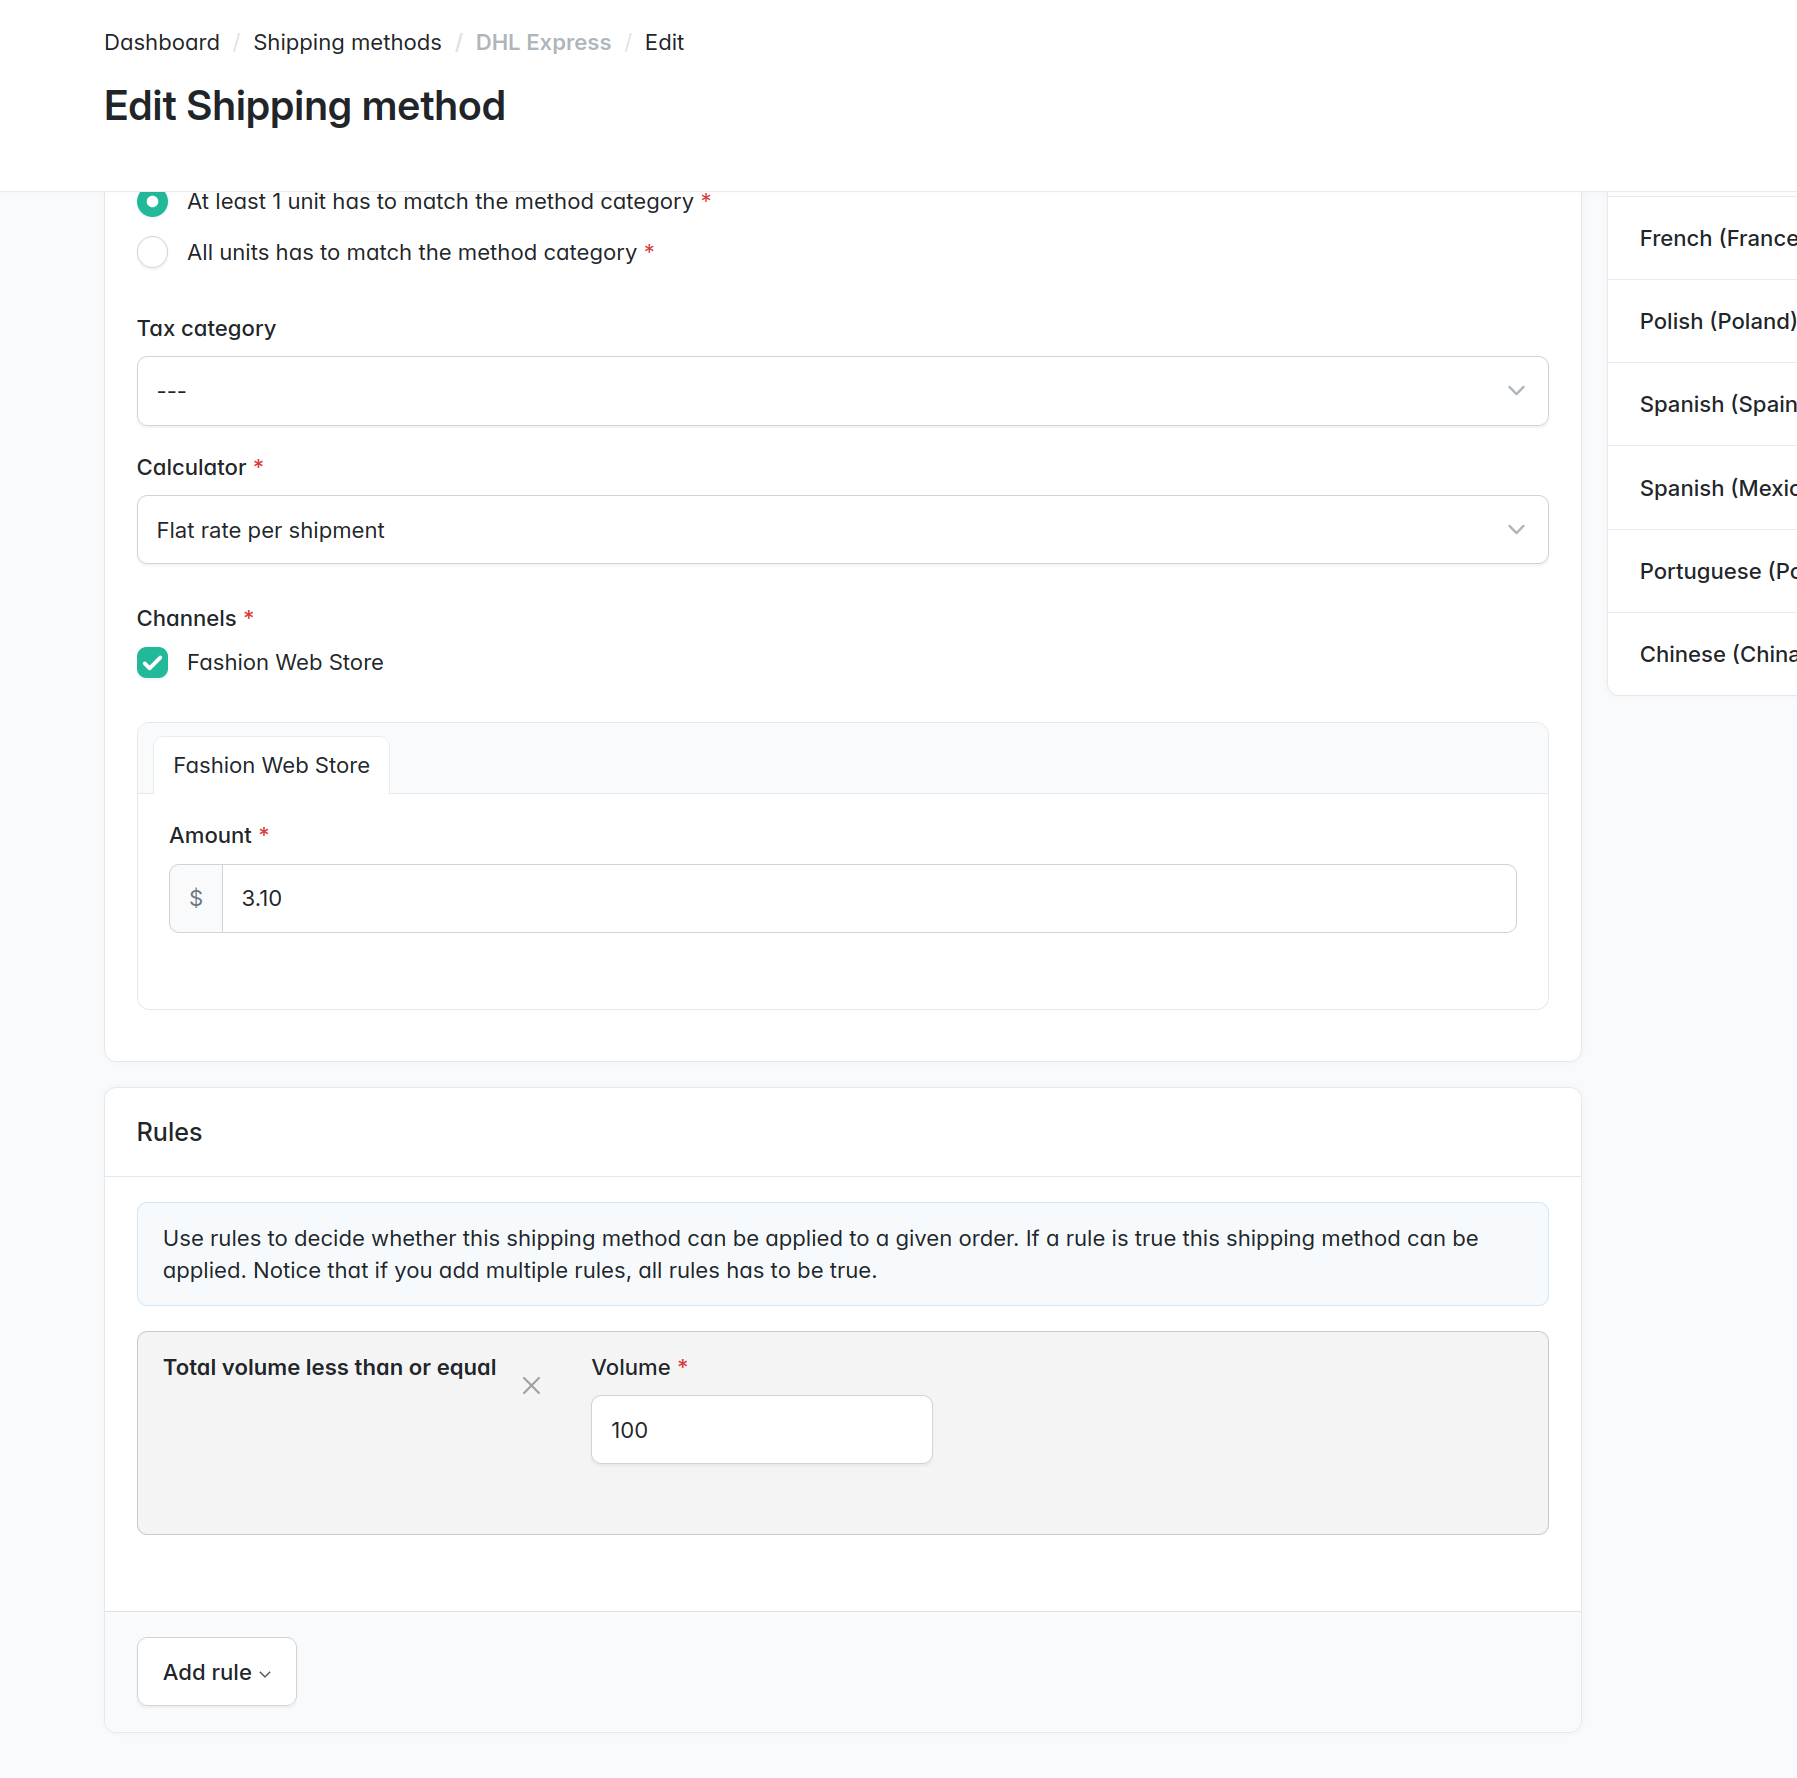 Dashboard / Shipping methods / DHL Express / Edit
Edit Shipping method
At least 1 unit has to match the method category *
All units has to match the method category *
Tax category
---
Calculator *
Flat rate per shipment
Channels *
Fashion Web Store
Fashion Web Store
Amount *
$ 3.10
Rules
Use rules to decide whether this shipping method can be applied to a given order. If a rule is true this shipping method can be
applied. Notice that if you add multiple rules, all rules has to be true.
Total volume less than or equal
Volume *
100
Add rule
French (France
Polish (Poland)
Spanish (Spain
Spanish (Mexic
Portuguese (Po
Chinese (China